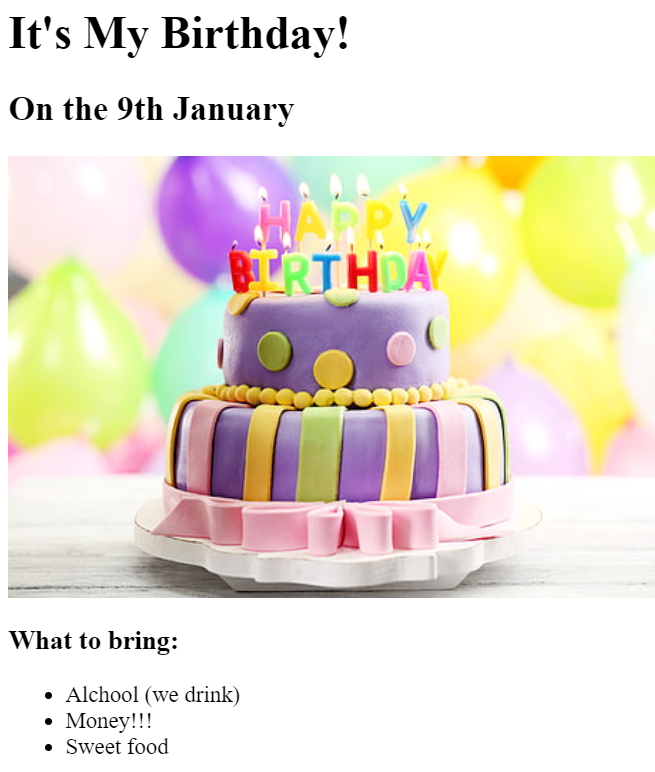 It's My Birthday!
On the 9th January
HAPPY
BIRTHDAY
What to bring:
Alchool (we drink)
Money!!!
Sweet food